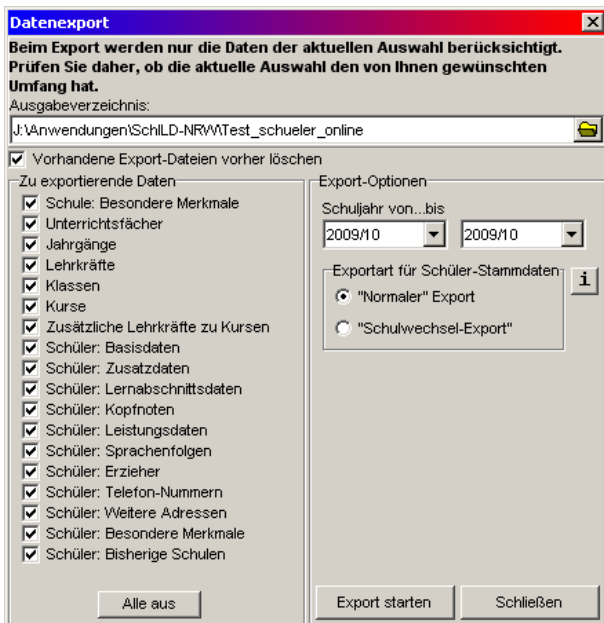 Datenexport
Beim Export werden nur die Daten der aktuellen Auswahl berücksichtigt.
Prüfen Sie daher, ob die aktuelle Auswahl den von Ihnen gewünschten
Umfang hat.
Ausgabeverzeichnis:
J:\Anwendungen\SchILD-NRW\Test_schueler_online
Vorhandene Export-Dateien vorher löschen
Zu exportierende Daten
Schule: Besondere Merkmale
Unterrichtsfächer
Jahrgänge
Lehrkräfte
Klassen
Kurse
Zusätzliche Lehrkräfte zu Kursen
Schüler: Basisdaten
Schüler: Zusatzdaten
Schüler: Lernabschnittsdaten
Schüler: Kopfnoten
Schüler: Leistungsdaten
Schüler: Sprachenfolgen
Schüler: Erzieher
Schüler: Telefon-Nummern
Schüler: Weitere Adressen
Schüler: Besondere Merkmale
Schüler: Bisherige Schulen
Alle aus
Export-Optionen
Schuljahr von...bis
2009/10 2009/10
Exportart für Schüler-Stammdaten
i
"Normaler" Export
"Schulwechsel-Export"
Export starten Schließen